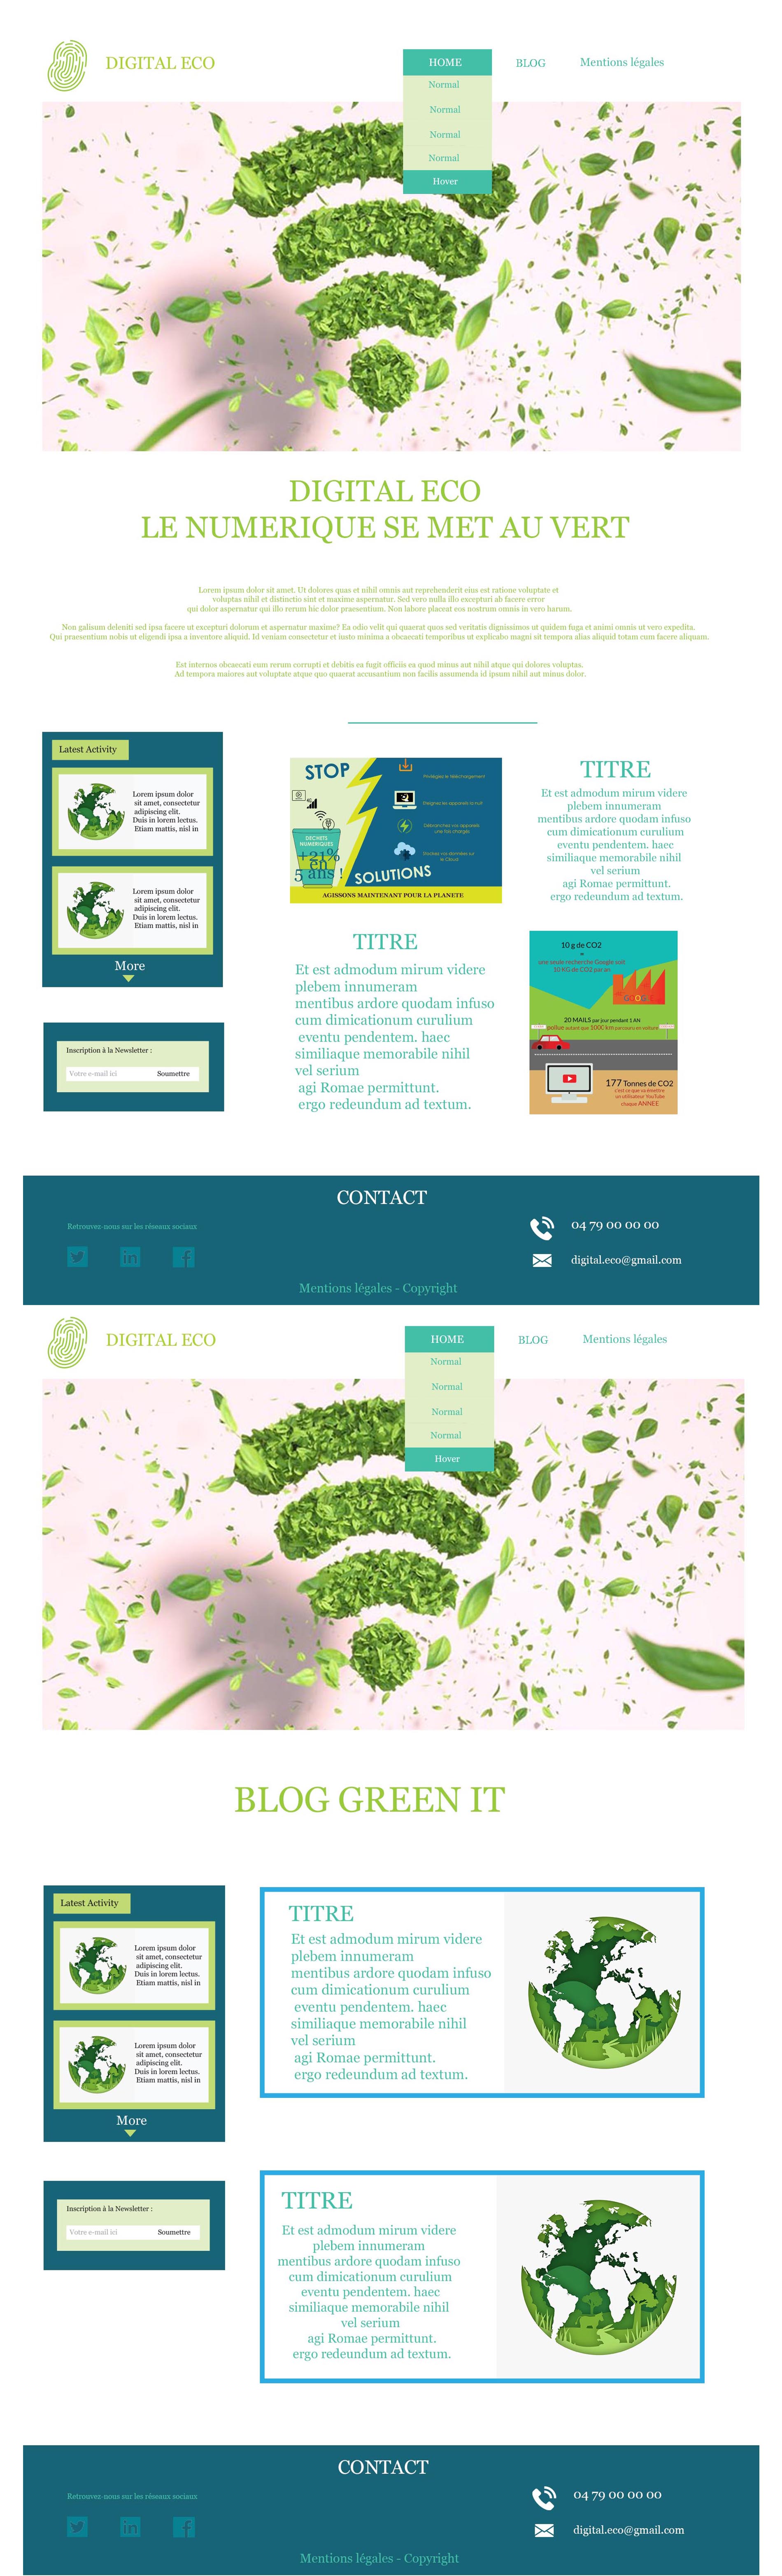 DIGITAL ECO
HOME
BLOG
Mentions légales
Normal
Normal
Normal
Normal
Hover
DIGITAL ECO
LE NUMERIQUE SE MET AU VERT
Lorem ipsum dolor sit amet. Ut dolores quas et nihil omnis aut reprehenderit eius est ratione voluptate et
voluptas nihil et distinctio sint et maxime aspernatur. Sed vero nulla illo excepturi ab facere error
qui dolor aspernatur qui illo rerum hic dolor praesentium. Non labore placeat eos nostrum omnis in vero harum.
Non galisum deleniti sed ipsa facere ut excepturi dolorum et aspernatur maxime? Ea odio velit qui quaerat quos sed veritatis dignissimos ut quidem fuga et animi omnis ut vero expedita.
Qui praesentium nobis ut eligendi ipsa a inventore aliquid. Id veniam consectetur et iusto minima a obcaecati temporibus ut explicabo magni sit tempora alias aliquid totam cum facere aliquam.
Est internos obcaecati eum rerum corrupti et debitis ea fugit officiis ea quod minus aut nihil atque qui dolores voluptas.
Ad tempora maiores aut voluptate atque quo quaerat accusantium non facilis assumenda id ipsum nihil aut minus dolor.
Latest Activity
Lorem ipsum dolor
sit amet, consectetur
adipiscing elit.
Duis in lorem lectus.
Etiam mattis, nisl in
Lorem ipsum dolor
sit amet, consectetur
adipiscing elit.
Duis in lorem lectus.
Etiam mattis, nisl in
More
Inscription à la Newsletter :
Votre e-mail ici
Soumettre
STOP
Privilégiez le téléchargement
Eteignez les appareils la nuit
Débranchez vos appareils
une fois chargés
le Cloud
DECHETS
NUMERIQUES
+21%
en
5 ans !
SOLUTIONS
AGISSONS MAINTENANT POUR LA PLANETE
TITRE
Et est admodum mirum videre
plebem innumeram
mentibus ardore quodam infuso
cum dimicationum curulium
eventu pendentem. haec
similiaque memorabile nihil
vel serium
agi Romae permittunt.
ergo redeundum ad textum.
TITRE
Et est admodum mirum videre
plebem innumeram
mentibus ardore quodam infuso
cum dimicationum curulium
eventu pendentem. haec
similiaque memorabile nihil
vel serium
agi Romae permittunt.
ergo redeundum ad textum.
10 g de CO2
=
une seule recherche Google soit
10 KG de CO2 par an
GOOGLE
20 MAILS par jour pendant 1 AN
pollue autant que 1000 km parcouru en voiture
177 Tonnes de CO2
c'est ce que va émettre
un utilisateur YouTube
chaque ANNEE
CONTACT
Retrouvez-nous sur les réseaux sociaux
04 79 00 00 00
digital.eco@gmail.com
Mentions légales - Copyright
DIGITAL ECO
HOME
BLOG
Mentions légales
Normal
Normal
Normal
Normal
Hover
BLOG GREEN IT
Latest Activity
Lorem ipsum dolor
sit amet, consectetur
adipiscing elit.
Duis in lorem lectus.
Etiam mattis, nisl in
Lorem ipsum dolor
sit amet, consectetur
adipiscing elit.
Duis in lorem lectus.
Etiam mattis, nisl in
More
Inscription à la Newsletter :
Votre e-mail ici
Soumettre
TITRE
Et est admodum mirum videre
plebem innumeram
mentibus ardore quodam infuso
cum dimicationum curulium
eventu pendentem. haec
similiaque memorabile nihil
vel serium
agi Romae permittunt.
ergo redeundum ad textum.
TITRE
Et est admodum mirum videre
plebem innumeram
mentibus ardore quodam infuso
cum dimicationum curulium
eventu pendentem. haec
similiaque memorabile nihil
vel serium
agi Romae permittunt.
ergo redeundum ad textum.
CONTACT
Retrouvez-nous sur les réseaux sociaux
04 79 00 00 00
digital.eco@gmail.com
Mentions légales - Copyright